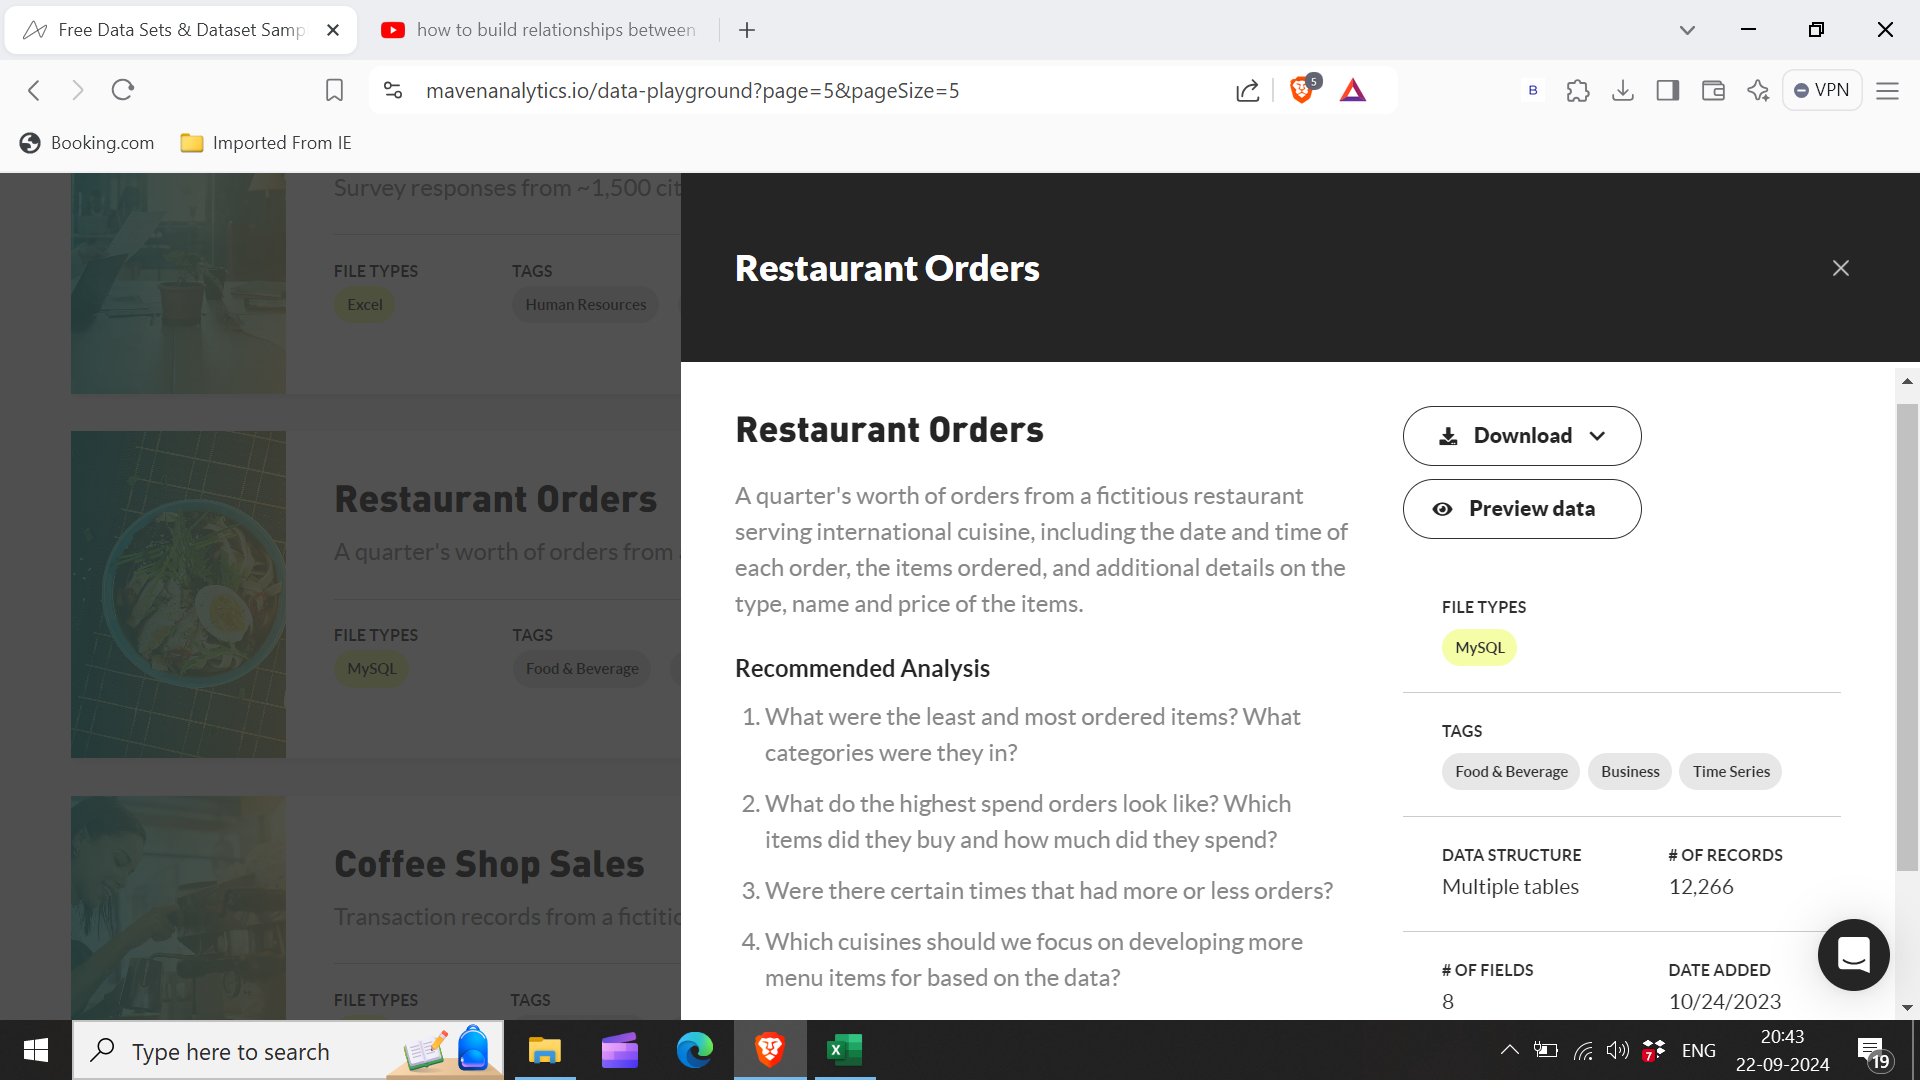 Free Data Sets & Dataset Samp
how to build relationships between
mavenanalytics.io/data-playground?page=5&pageSize=5
5
B
VPN
Booking.com
Imported From IE
Survey responses from ~1,500 cit
FILE TYPES
TAGS
Excel
Human Resources
Restaurant Orders
A quarter's worth of orders from
FILE TYPES
TAGS
MySQL
Food & Beverage
Coffee Shop Sales
Transaction records from a fictitio
FILE TYPES
TAGS
Restaurant Orders
Restaurant Orders
A quarter's worth of orders from a fictitious restaurant
serving international cuisine, including the date and time of
each order, the items ordered, and additional details on the
type, name and price of the items.
Recommended Analysis
1. What were the least and most ordered items? What
categories were they in?
2. What do the highest spend orders look like? Which
items did they buy and how much did they spend?
3. Were there certain times that had more or less orders?
4. Which cuisines should we focus on developing more
menu items for based on the data?
Download
Preview data
FILE TYPES
MySQL
TAGS
Food & Beverage
Business
Time Series
DATA STRUCTURE
Multiple tables
# OF RECORDS
12,266
# OF FIELDS
8
DATE ADDED
10/24/2023
Type here to search
X
7
ENG
20:43
22-09-2024
19